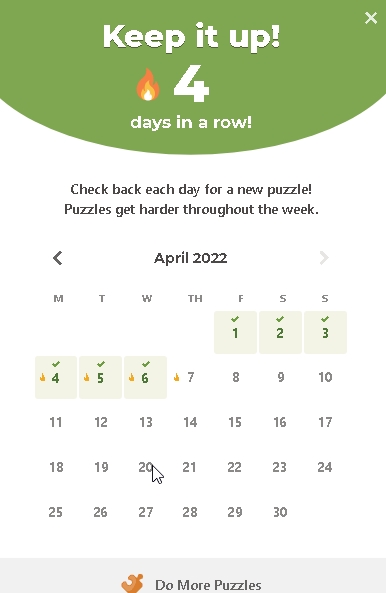 Keep it up!
4
days in a row!
Check back each day for a new puzzle!
Puzzles get harder throughout the week.
April 2022
M T W TH F S S
1 2 3
4 5 6 7 8 9 10
11 12 13 14 15 16 17
18 19 20 21 22 23 24
25 26 27 28 29 30
Do More Puzzles